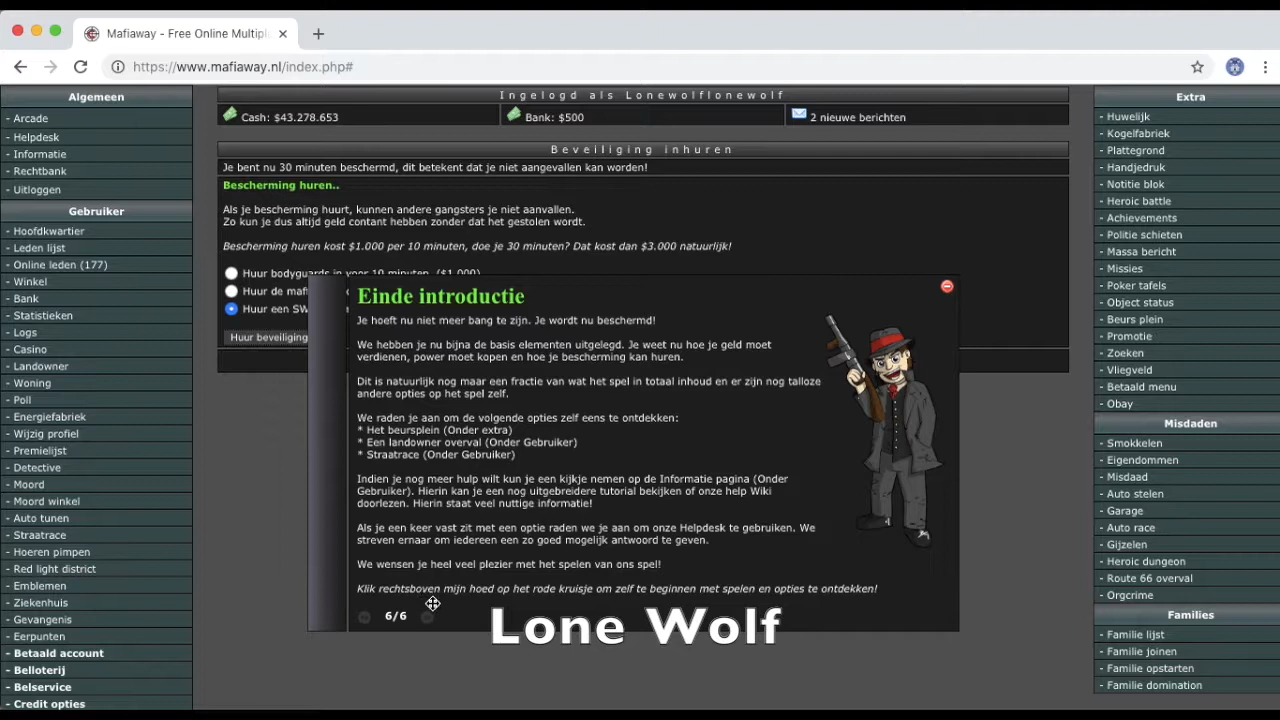 Mafiaway - Free Online Multipl
https://www.mafiaway.nl/index.php#
Algemeen
- Arcade
- Helpdesk
- Informatie
- Rechtbank
- Uitloggen
Gebruiker
- Hoofdkwartier
- Leden lijst
- Online leden (177)
- Winkel
- Bank
- Statistieken
- Logs
- Casino
- Landowner
- Woning
- Poll
- Energiefabriek
- Wijzig profiel
- Premielijst
- Detective
- Moord
- Moord winkel
- Auto tunen
- Straatrace
- Hoeren pimpen
- Red light district
- Emblemen
- Ziekenhuis
- Gevangenis
- Eerpunten
- Betaald account
- Belloterij
- Belservice
- Credit opties
Ingelogd als Lonewolflonewolf
Cash: $43.278.653
Bank: $500
2 nieuwe berichten
Beveiliging inhuren
Je bent nu 30 minuten beschermd, dit betekent dat je niet aangevallen kan worden!
Bescherming huren..
Als je bescherming huurt, kunnen andere gangsters je niet aanvallen.
Zo kun je dus altijd geld contant hebben zonder dat het gestolen wordt.
Bescherming huren kost $1.000 per 10 minuten, doe je 30 minuten? Dat kost dan $3.000 natuurlijk!
Huur bodyguards in voor 10 minuten. ($1.000)
Huur de maf
Huur een SW
Huur beveiliging
Einde introductie
Je hoeft nu niet meer bang te zijn. Je wordt nu beschermd!
We hebben je nu bijna de basis elementen uitgelegd. Je weet nu hoe je geld moet
verdienen, power moet kopen en hoe je bescherming kan huren.
Dit is natuurlijk nog maar een fractie van wat het spel in totaal inhoud en er zijn nog talloze
andere opties op het spel zelf.
We raden je aan om de volgende opties zelf eens te ontdekken:
* Het beursplein (Onder extra)
* Een landowner overval (Onder Gebruiker)
* Straatrace (Onder Gebruiker)
Indien je nog meer hulp wilt kun je een kijkje nemen op de Informatie pagina (Onder
Gebruiker). Hierin kan je een nog uitgebreidere tutorial bekijken of onze help Wiki
doorlezen. Hierin staat veel nuttige informatie!
Als je een keer vast zit met een optie raden we je aan om onze Helpdesk te gebruiken. We
streven ernaar om iedereen een zo goed mogelijk antwoord te geven.
We wensen je heel veel plezier met het spelen van ons spel!
Klik rechtsboven mijn hoed op het rode kruisje om zelf te beginnen met spelen en opties te ontdekken!
6/6
Lone Wolf
Extra
- Huwelijk
- Kogelfabriek
- Plattegrond
- Handjedruk
- Notitie blok
- Heroic battle
- Achievements
- Politie schieten
- Massa bericht
- Missies
- Poker tafels
- Object status
- Beurs plein
- Promotie
- Zoeken
- Vliegveld
- Betaald menu
- Obay
Misdaden
- Smokkelen
- Eigendommen
- Misdaad
- Auto stelen
- Garage
- Auto race
- Gijzelen
- Heroic dungeon
- Route 66 overval
- Orgcrime
Families
- Familie lijst
- Familie joinen
- Familie opstarten
- Familie domination